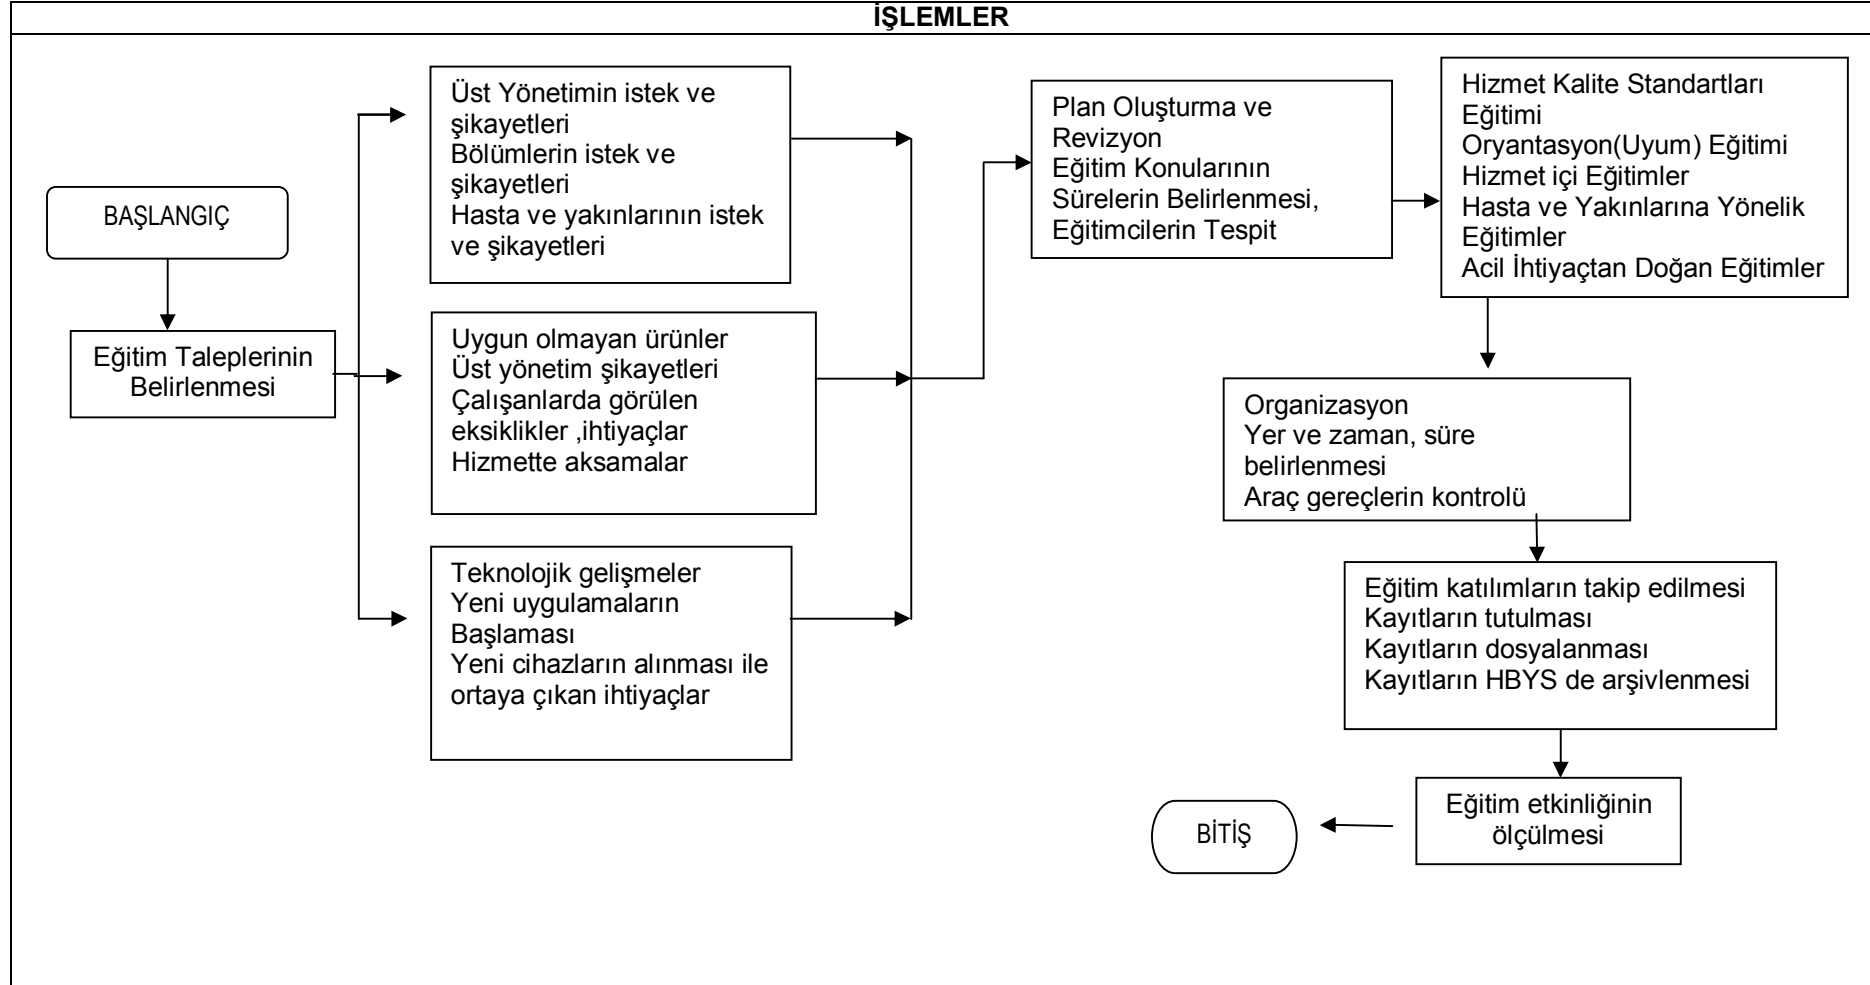 İŞLEMLER
BAŞLANGIÇ
Eğitim Taleplerinin
Belirlenmesi
Üst Yönetimin istek ve
şikayetleri
Bölümlerin istek ve
şikayetleri
Hasta ve yakınlarının istek
ve şikayetleri
Uygun olmayan ürünler
Üst yönetim şikayetleri
Çalışanlarda görülen
eksiklikler ,ihtiyaçlar
Hizmette aksamalar
Teknolojik gelişmeler
Yeni uygulamaların
Başlaması
Yeni cihazların alınması ile
ortaya çıkan ihtiyaçlar
Plan Oluşturma ve
Revizyon
Eğitim Konularının
Sürelerin Belirlenmesi,
Eğitimcilerin Tespit
Hizmet Kalite Standartları
Eğitimi
Oryantasyon(Uyum) Eğitimi
Hizmet içi Eğitimler
Hasta ve Yakınlarına Yönelik
Eğitimler
Acil İhtiyaçtan Doğan Eğitimler
Organizasyon
Yer ve zaman, süre
belirlenmesi
Araç gereçlerin kontrolü
Eğitim katılımların takip edilmesi
Kayıtların tutulması
Kayıtların dosyalanması
Kayıtların HBYS de arşivlenmesi
Eğitim etkinliğinin
ölçülmesi
BİTİŞ